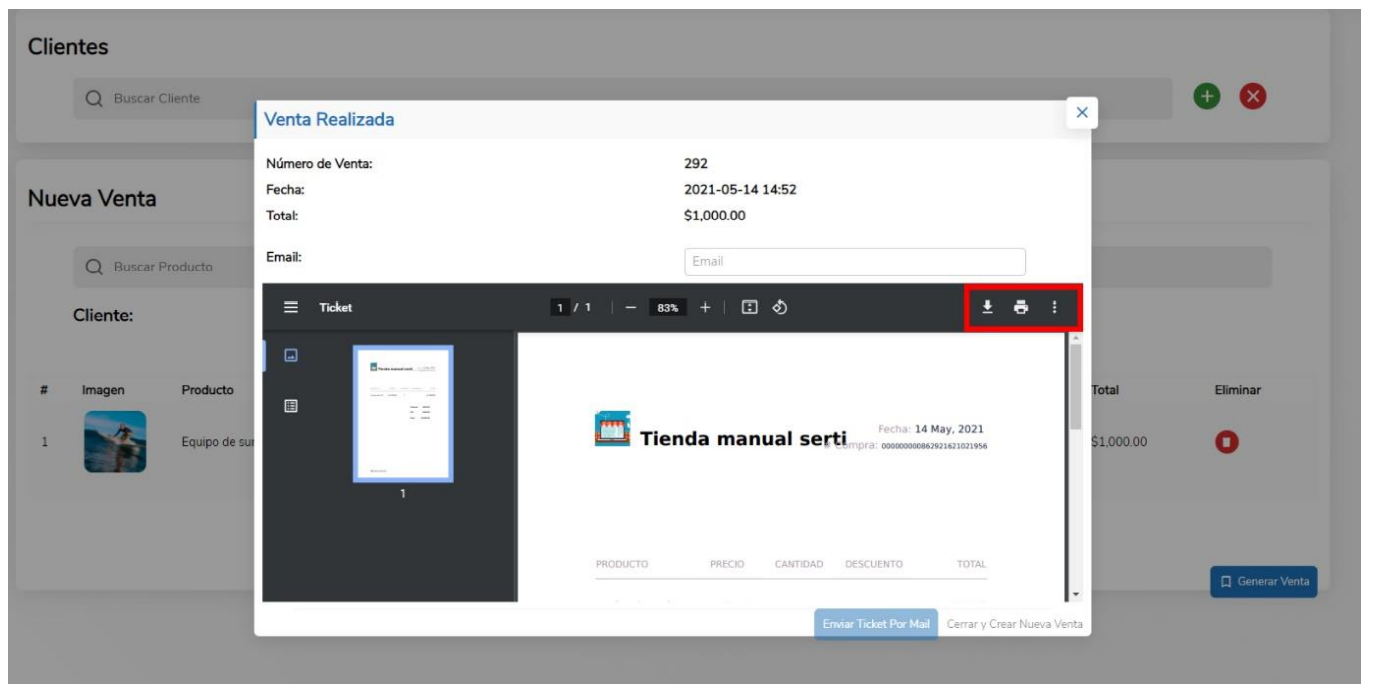 Clientes
Buscar Cliente
Venta Realizada
Número de Venta: 292
Fecha: 2021-05-14 14:52
Total: $1,000.00
Email: Email
Nueva Venta
Buscar Producto
Cliente:
Ticket 1 / 1 83%
1
Tienda manual serti
Fecha: 14 May, 2021
# Compra:
PRODUCTO PRECIO CANTIDAD DESCUENTO TOTAL
# Imagen Producto Total Eliminar
1 Equipo de sur $1,000.00
Generar Venta
Enviar Ticket Por Mail Cerrar y Crear Nueva Venta